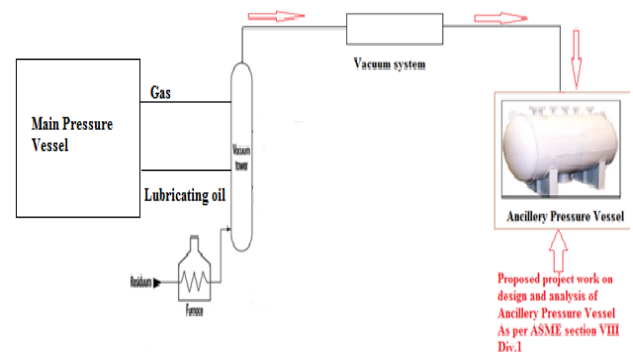 Vacuum system
Gas
Main Pressure
Vessel
Vacuum
tower
Lubricating oil
Ancillery Pressure Vessel
Residuum
Furnace
Proposed project work on
design and analysis of
Ancillery Pressure Vessel
As per ASME section VIII
Div.1